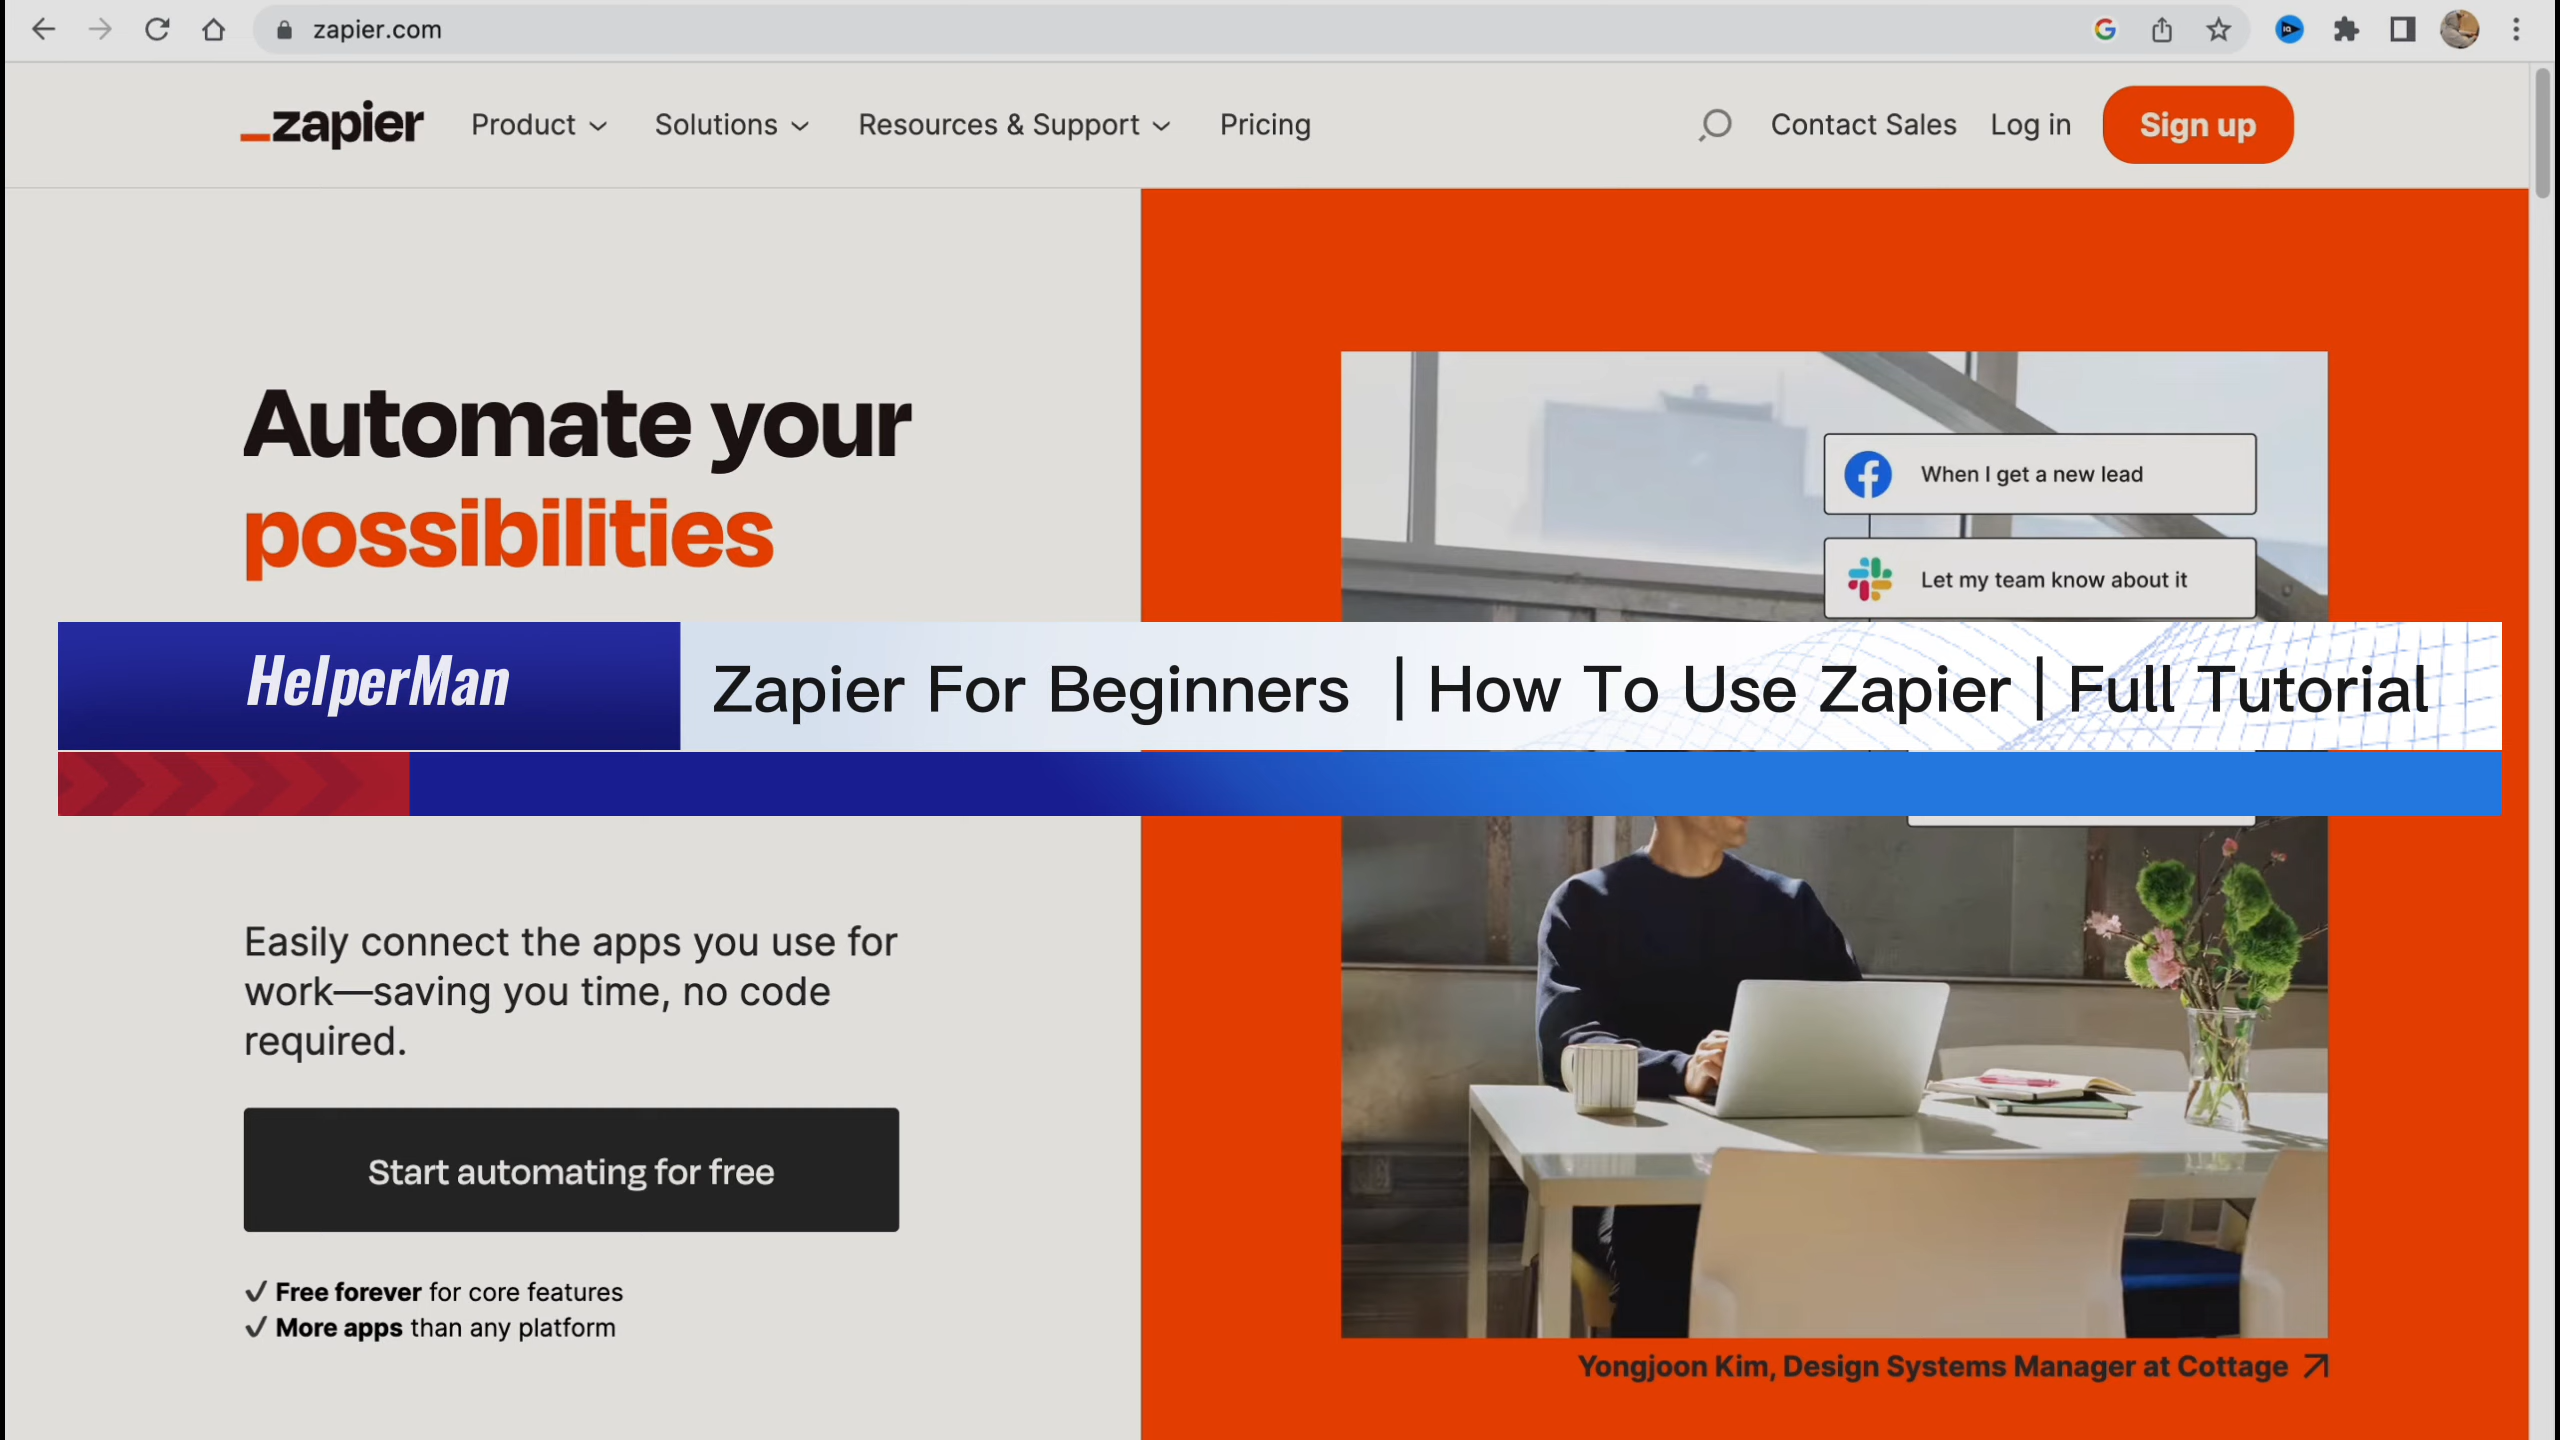 zapier.com
zapier
Product
Solutions
Resources & Support
Pricing
Contact Sales
Log in
Sign up
Automate your
possibilities
When I get a new lead
Let my team know about it
HelperMan
Zapier For Beginners | How To Use Zapier | Full Tutorial
Easily connect the apps you use for
work—saving you time, no code
required.
Start automating for free
✓ Free forever for core features
✓ More apps than any platform
Yongjoon Kim, Design Systems Manager at Cottage